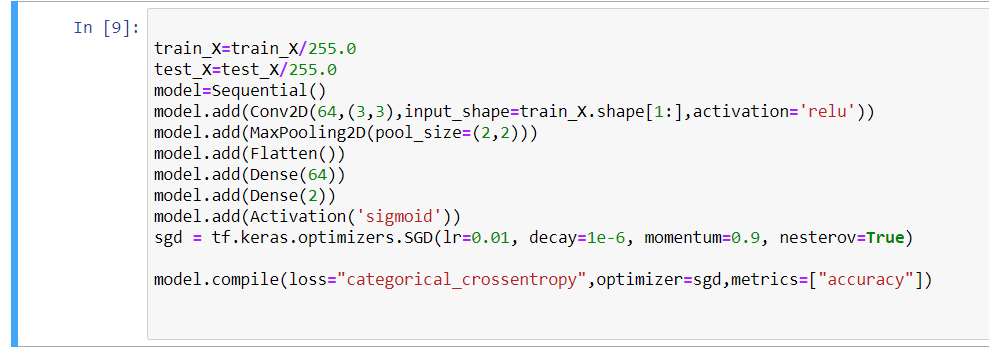 In [9]:
train_X=train_X/255.0
test_X=test_X/255.0
model=Sequential()
model.add(Conv2D(64,(3,3),input_shape=train_X.shape[1:],activation='relu'))
model.add(MaxPooling2D(pool_size=(2,2)))
model.add(Flatten())
model.add(Dense(64))
model.add(Dense(2))
model.add(Activation('sigmoid'))
sgd = tf.keras.optimizers.SGD(lr=0.01, decay=1e-6, momentum=0.9, nesterov=True)
model.compile(loss="categorical_crossentropy",optimizer=sgd,metrics=["accuracy"])